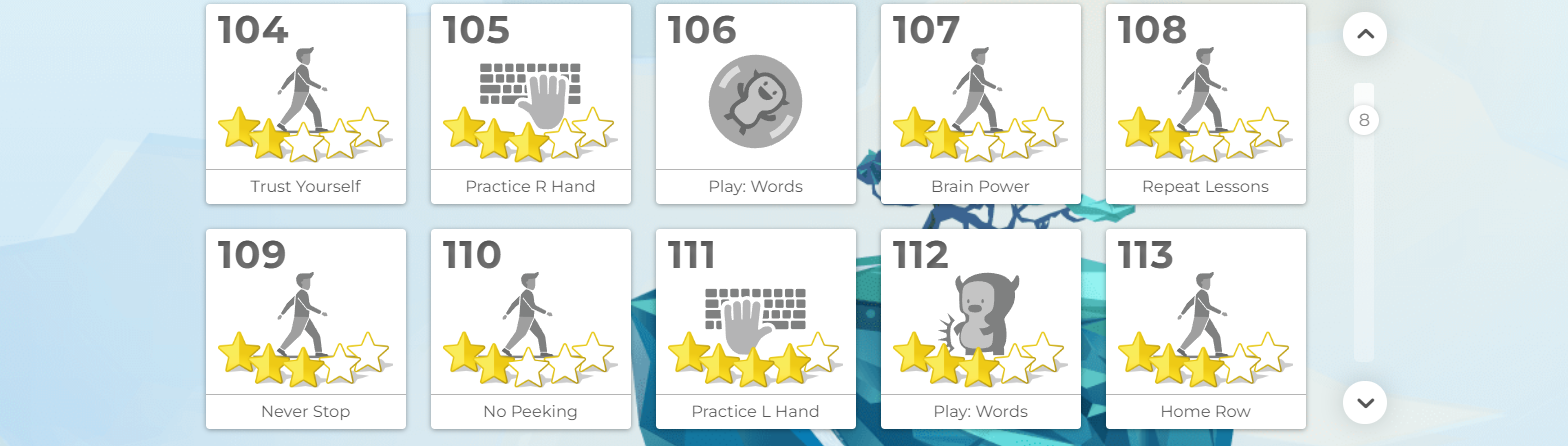 104
Trust Yourself
105
Practice R Hand
106
Play: Words
107
Brain Power
108
Repeat Lessons
8
109
Never Stop
110
No Peeking
111
Practice L Hand
112
Play: Words
113
Home Row